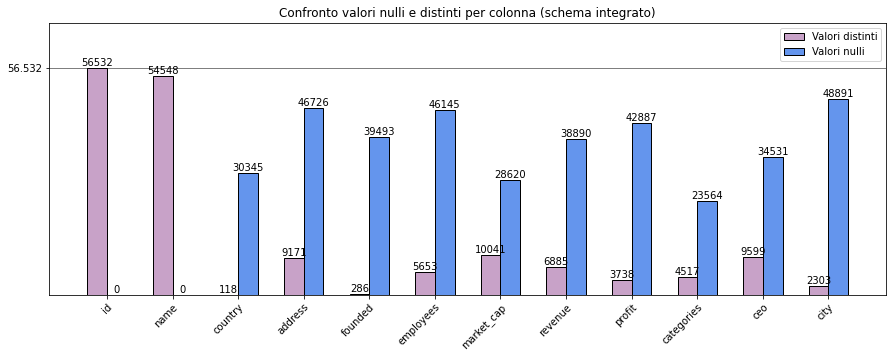 Confronto valori nulli e distinti per colonna (schema integrato)
Valori distinti
Valori nulli
56.532
56532
0
54548
0
118
30345
9171
46726
286
39493
5653
46145
10041
28620
6885
38890
3738
42887
4517
23564
9599
34531
2303
48891
id
name
country
address
founded
employees
market_cap
revenue
profit
categories
ceo
city